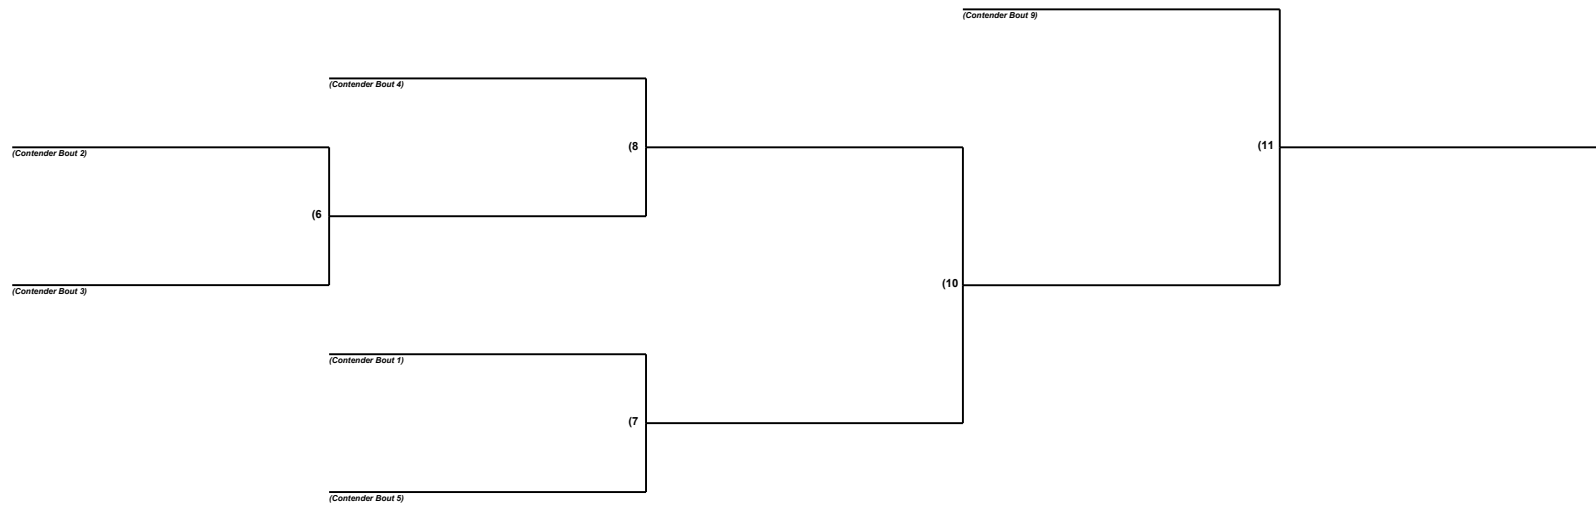 (Contender Bout 9)
(Contender Bout 4)
(Contender Bout 2)
(8
(11
(6
(Contender Bout 3)
(10
(Contender Bout 1)
(7
(Contender Bout 5)